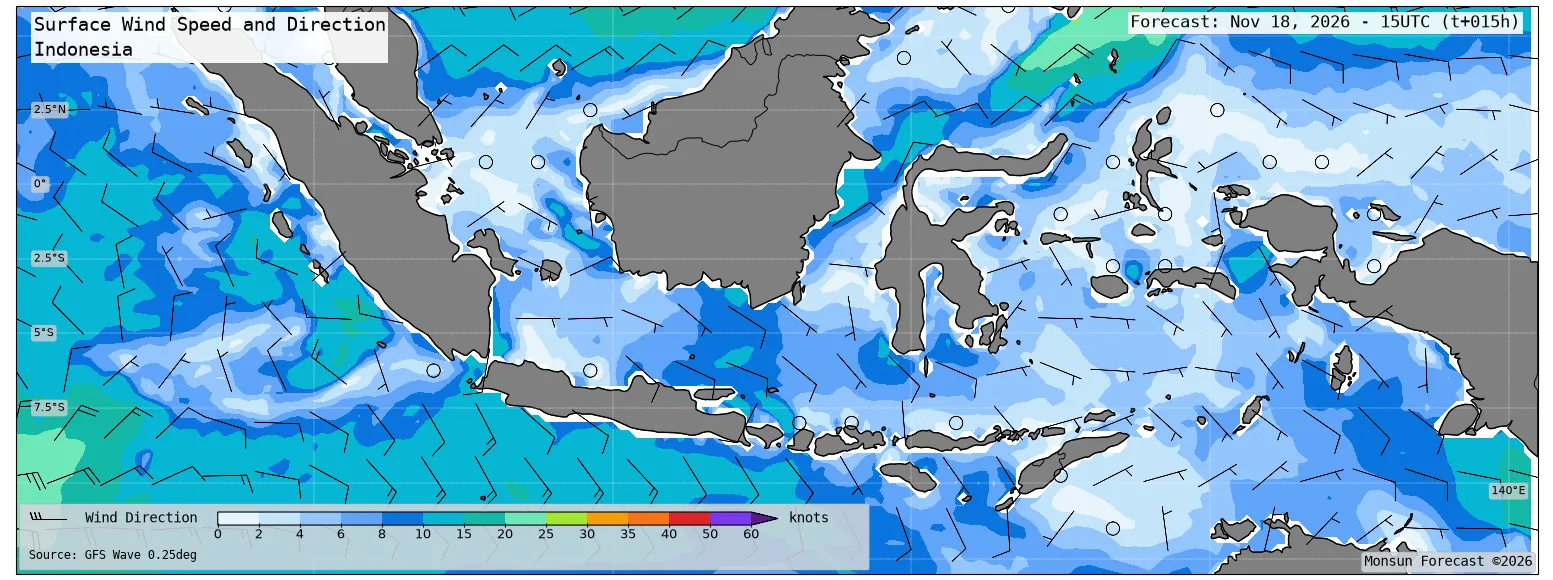 Surface Wind Speed and Direction
Indonesia
Forecast: Nov 18, 2026 - 15UTC (t+015h)
2.5°N
0°
2.5°S
5°S
7.5°S
140°E
Wind Direction
0 2 4 6 8 10 15 20 25 30 35 40 50 60
knots
Source: GFS Wave 0.25deg
Monsun Forecast ©2026